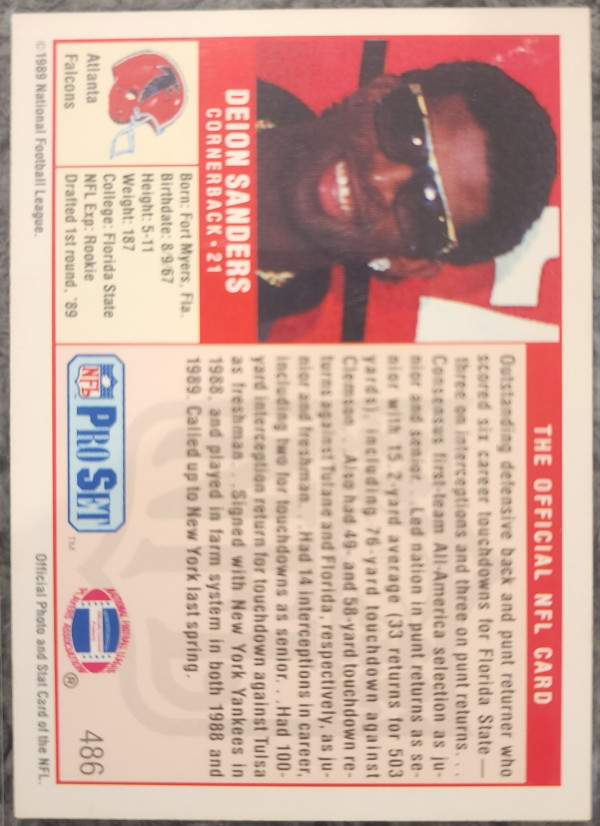 THE OFFICIAL NFL CARD
DEION SANDERS
CORNERBACK • 21
Atlanta
Falcons
Born: Fort Myers, Fla.
Birthdate: 8/9/67
Height: 5-11
Weight: 187
College: Florida State
NFL Exp: Rookie
Drafted 1st round, '89
Outstanding defensive back and punt returner who
scored six career touchdowns for Florida State —
three on interceptions and three on punt returns. . .
Consensus first-team All-America selection as ju-
nior and senior. . .Led nation in punt returns as se-
nior with 15.2-yard average (33 returns for 503
yards), including 76-yard touchdown against
Clemson. . .Also had 49- and 58-yard touchdown re-
turns against Tulane and Florida, respectively, as ju-
nior and freshman. . .Had 14 interceptions in career,
including two for touchdowns as senior. . .Had 100-
yard interception return for touchdown against Tulsa
as freshman. . .Signed with New York Yankees in
1988, and played in farm system in both 1988 and
1989. Called up to New York last spring.
NFL
PRO SET
TM
NATIONAL FOOTBALL LEAGUE
PLAYERS ASSOCIATION
®
486
©1989 National Football League.
Official Photo and Stat Card of the NFL.